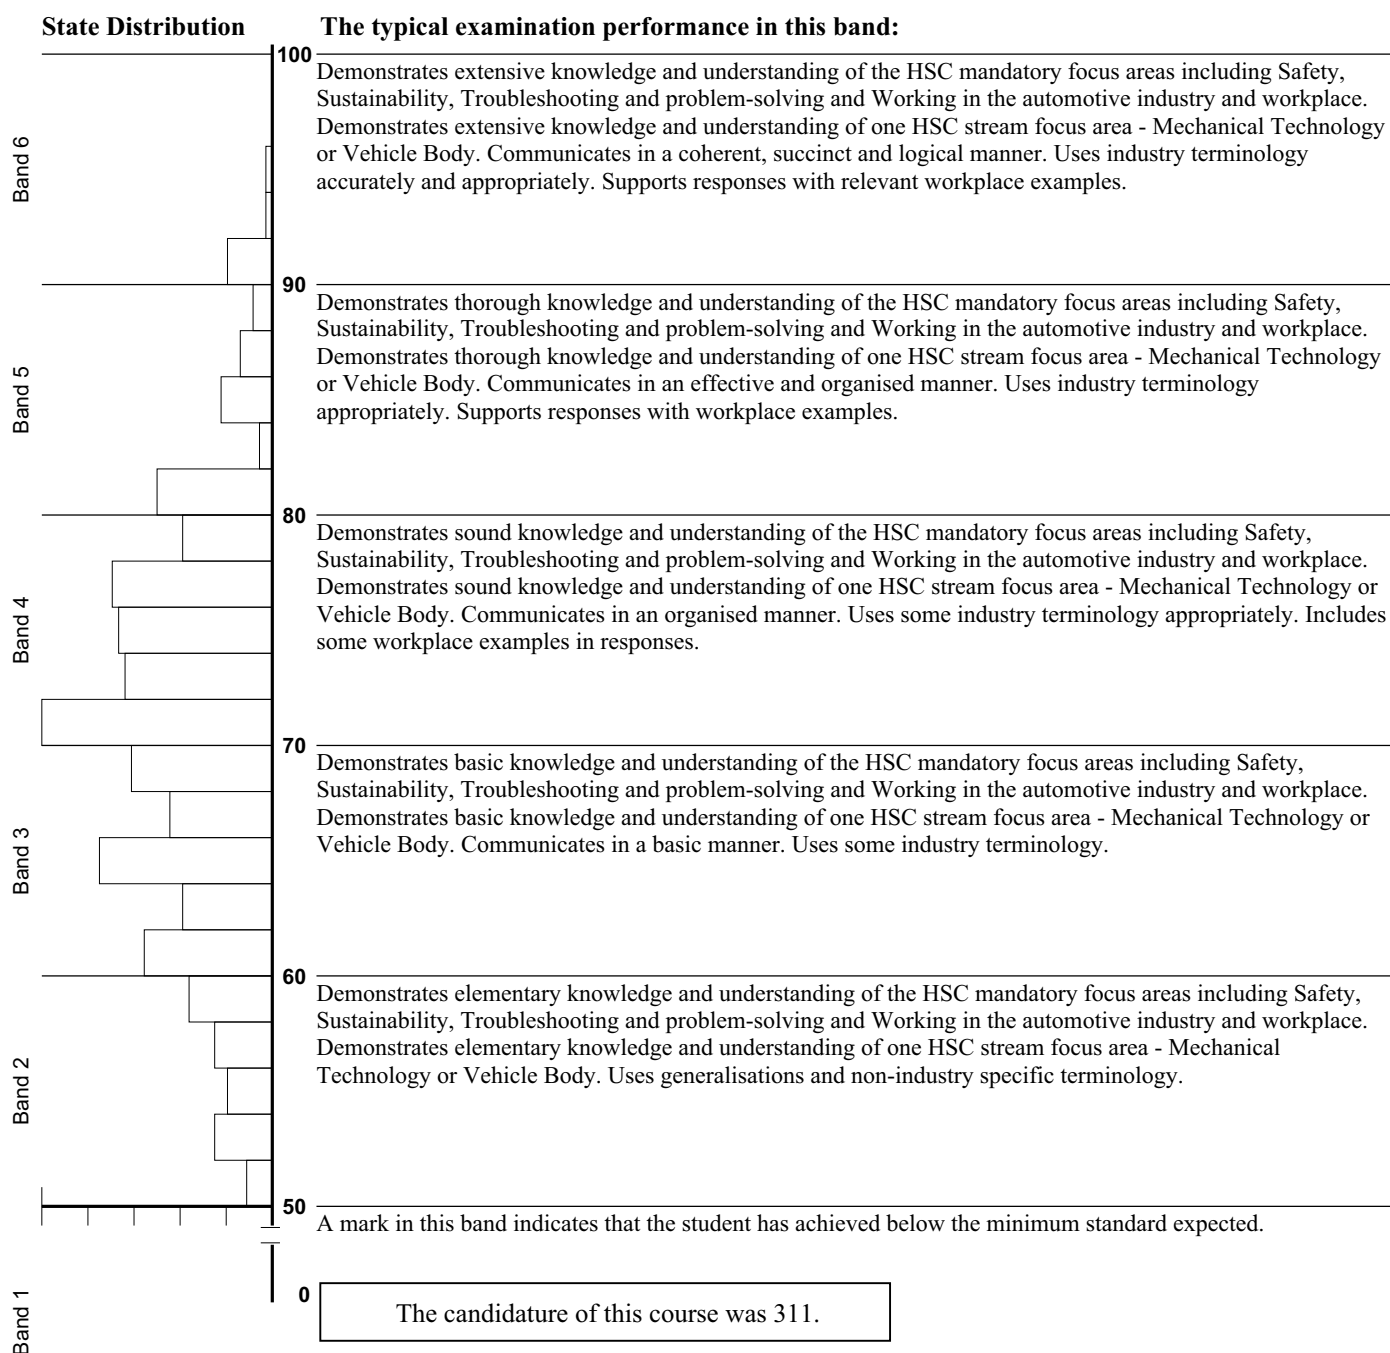 State Distribution
The typical examination performance in this band:
100
Demonstrates extensive knowledge and understanding of the HSC mandatory focus areas including Safety,
Sustainability, Troubleshooting and problem-solving and Working in the automotive industry and workplace.
Demonstrates extensive knowledge and understanding of one HSC stream focus area - Mechanical Technology
or Vehicle Body. Communicates in a coherent, succinct and logical manner. Uses industry terminology
accurately and appropriately. Supports responses with relevant workplace examples.
Band 6
90
Demonstrates thorough knowledge and understanding of the HSC mandatory focus areas including Safety,
Sustainability, Troubleshooting and problem-solving and Working in the automotive industry and workplace.
Demonstrates thorough knowledge and understanding of one HSC stream focus area - Mechanical Technology
or Vehicle Body. Communicates in an effective and organised manner. Uses industry terminology
appropriately. Supports responses with workplace examples.
Band 5
80
Demonstrates sound knowledge and understanding of the HSC mandatory focus areas including Safety,
Sustainability, Troubleshooting and problem-solving and Working in the automotive industry and workplace.
Demonstrates sound knowledge and understanding of one HSC stream focus area - Mechanical Technology or
Vehicle Body. Communicates in an organised manner. Uses some industry terminology appropriately. Includes
some workplace examples in responses.
Band 4
70
Demonstrates basic knowledge and understanding of the HSC mandatory focus areas including Safety,
Sustainability, Troubleshooting and problem-solving and Working in the automotive industry and workplace.
Demonstrates basic knowledge and understanding of one HSC stream focus area - Mechanical Technology or
Vehicle Body. Communicates in a basic manner. Uses some industry terminology.
Band 3
60
Demonstrates elementary knowledge and understanding of the HSC mandatory focus areas including Safety,
Sustainability, Troubleshooting and problem-solving and Working in the automotive industry and workplace.
Demonstrates elementary knowledge and understanding of one HSC stream focus area - Mechanical
Technology or Vehicle Body. Uses generalisations and non-industry specific terminology.
Band 2
50
A mark in this band indicates that the student has achieved below the minimum standard expected.
0
Band 1
The candidature of this course was 311.